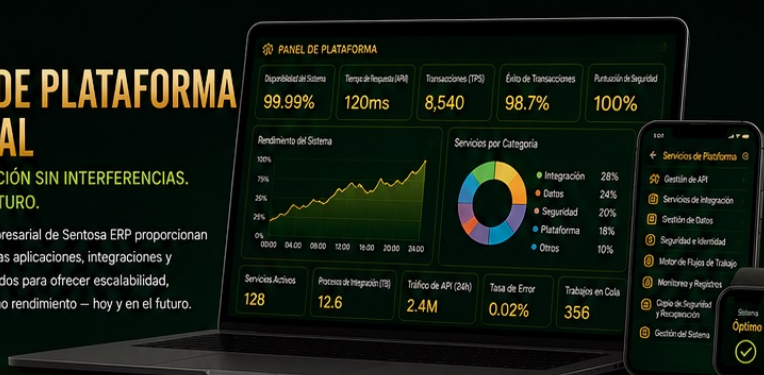 DE PLATAFORMA
AL
CIÓN SIN INTERFERENCIAS.
TURO.
presarial de Sentosa ERP proporcionan
as aplicaciones, integraciones y
dos para ofrecer escalabilidad,
no rendimiento — hoy y en el futuro.
PANEL DE PLATAFORMA
Disponibilidad del Sistema
99.99%
Tiempo de Respuesta (APM)
120ms
Transacciones (TPS)
8,540
Éxito de Transacciones
98.7%
Puntuación de Seguridad
100%
Rendimiento del Sistema
100%
75%
25%
0%
00:00 04.00 08.00 12.00 16.00 20.00 24.00
Servicios por Categoría
Integración 28%
Datos 24%
Seguridad 20%
Plataforma 18%
Otros 10%
Servicios Activos
128
Procesos de Integración (TB)
12.6
Tráfico de API (24h)
2.4M
Tasa de Error
0.02%
Trabajos en Cola
356
Servicios de Plataforma
Gestión de API
Servicios de integración
Gestión de Datos
Seguridad e Identidad
Motor de Flujos de Trabajo
Monitoreo y Registros
Copia de Seguridad
y Recuperación
Gestión del Sistema
Sistema
Óptimo